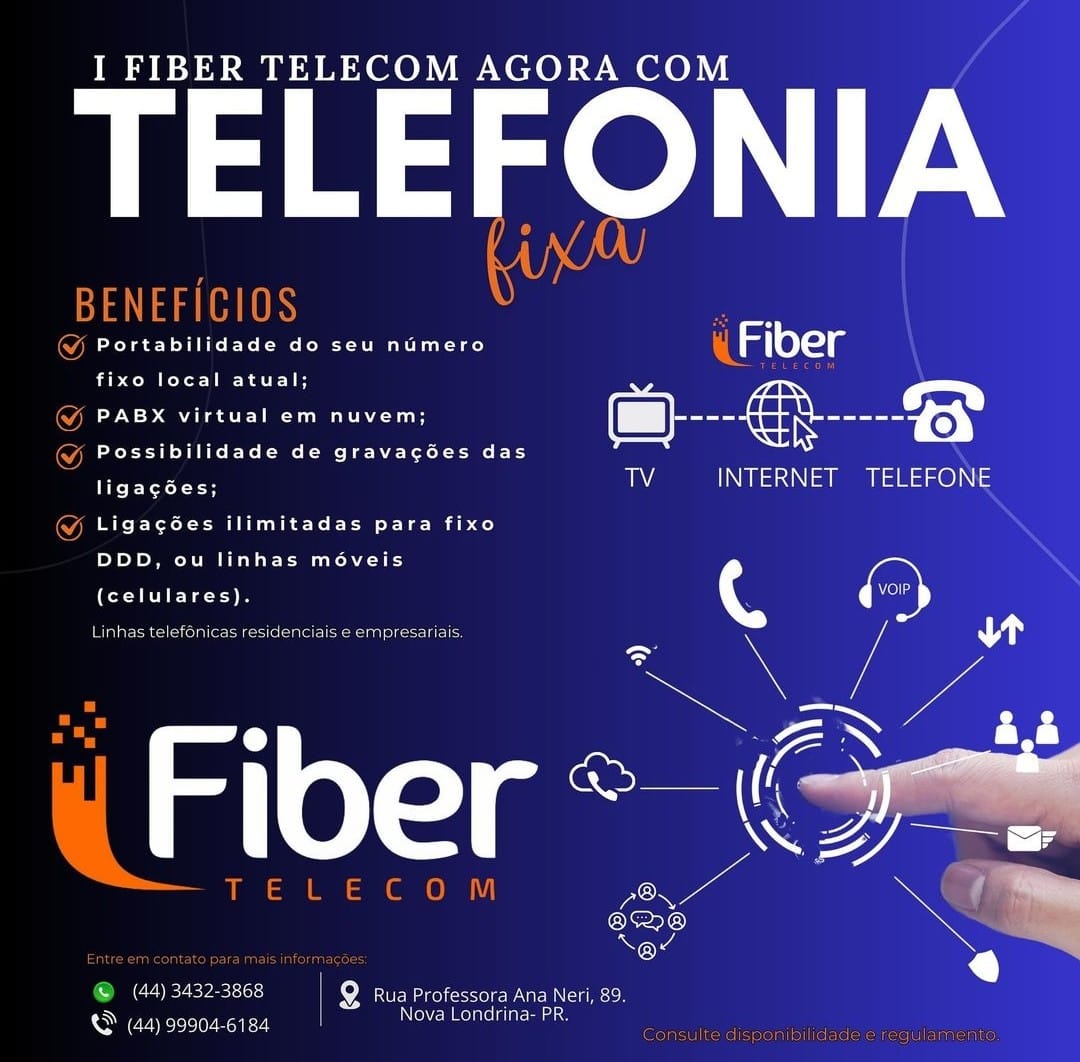 I FIBER TELECOM AGORA COM
TELEFONIA
fixa
BENEFÍCIOS
Portabilidade do seu número
fixo local atual;
PABX virtual em nuvem;
Possibilidade de gravações das
ligações;
Ligações ilimitadas para fixo
DDD, ou linhas móveis
(celulares).
Linhas telefônicas residenciais e empresariais.
Fiber
TELECOM
TV INTERNET TELEFONE
VOIP
Fiber
TELECOM
Entre em contato para mais informações:
(44) 3432-3868
(44) 99904-6184
Rua Professora Ana Neri, 89.
Nova Londrina- PR.
Consulte disponibilidade e regulamento.